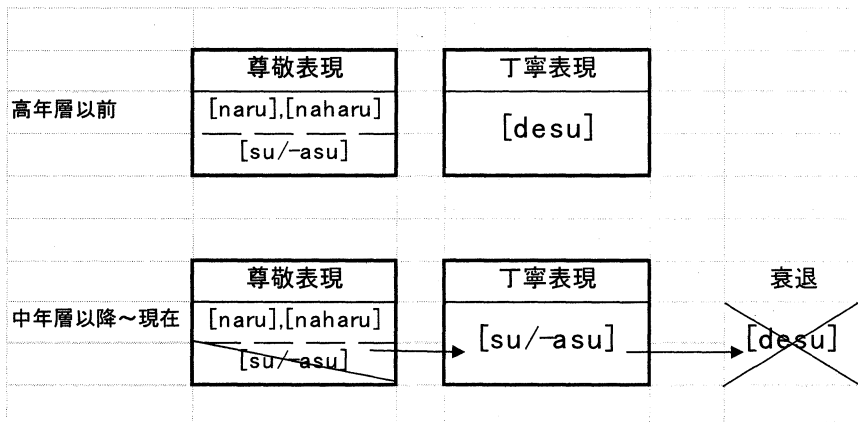 尊敬表現 丁寧表現
高年層以前 [naru],[naharu] [desu]
[su/-asu]
尊敬表現 丁寧表現 衰退
中年層以降～現在 [naru],[naharu] [su/-asu] [desu]
[su/-asu]